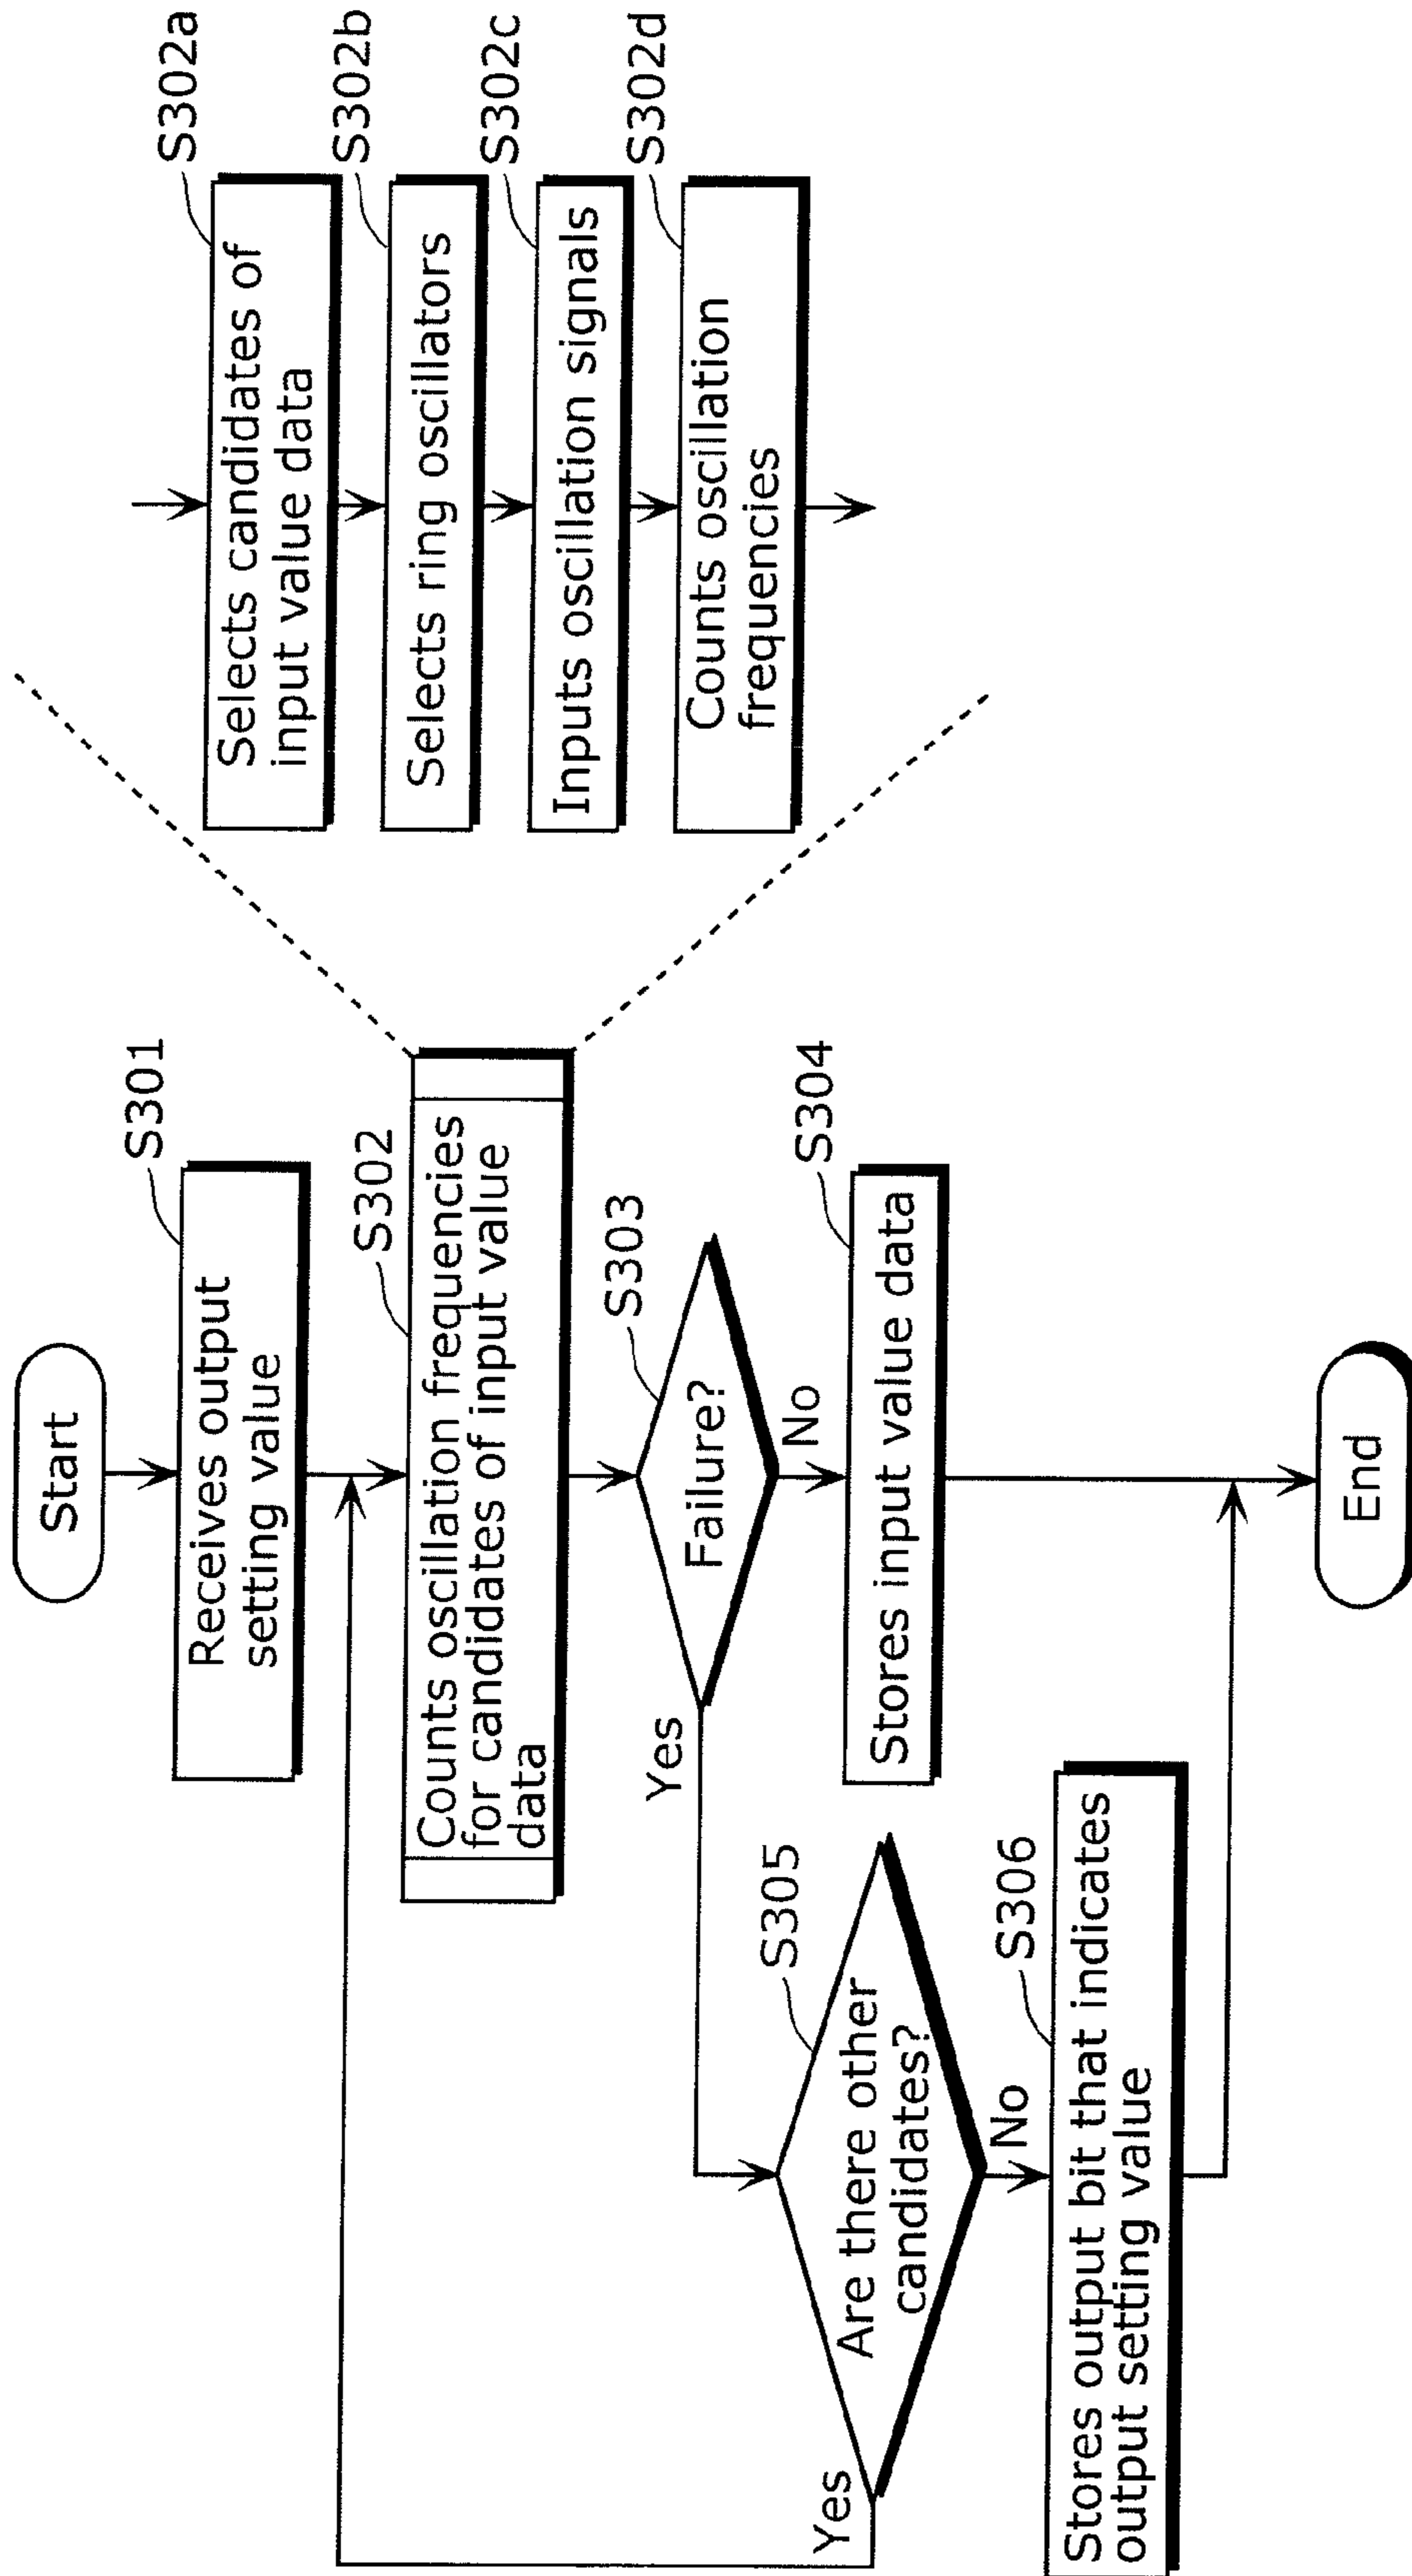 Start
S301
Receives output
setting value
S302
Counts oscillation frequencies
for candidates of input value
data
S303
Failure?
Yes
No
S304
Stores input value data
S305
Are there other
candidates?
Yes
No
S306
Stores output bit that indicates
output setting value
End
S302a
Selects candidates of
input value data
S302b
Selects ring oscillators
S302c
Inputs oscillation signals
S302d
Counts oscillation
frequencies